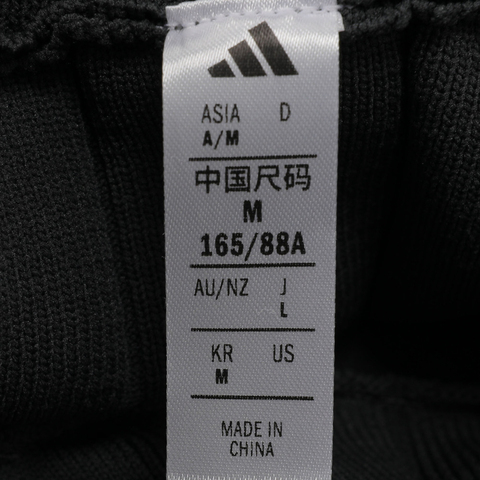 ASIA D
A/M
中国尺码
M
165/88A
AU/NZ J
L
KR US
M
MADE IN
CHINA